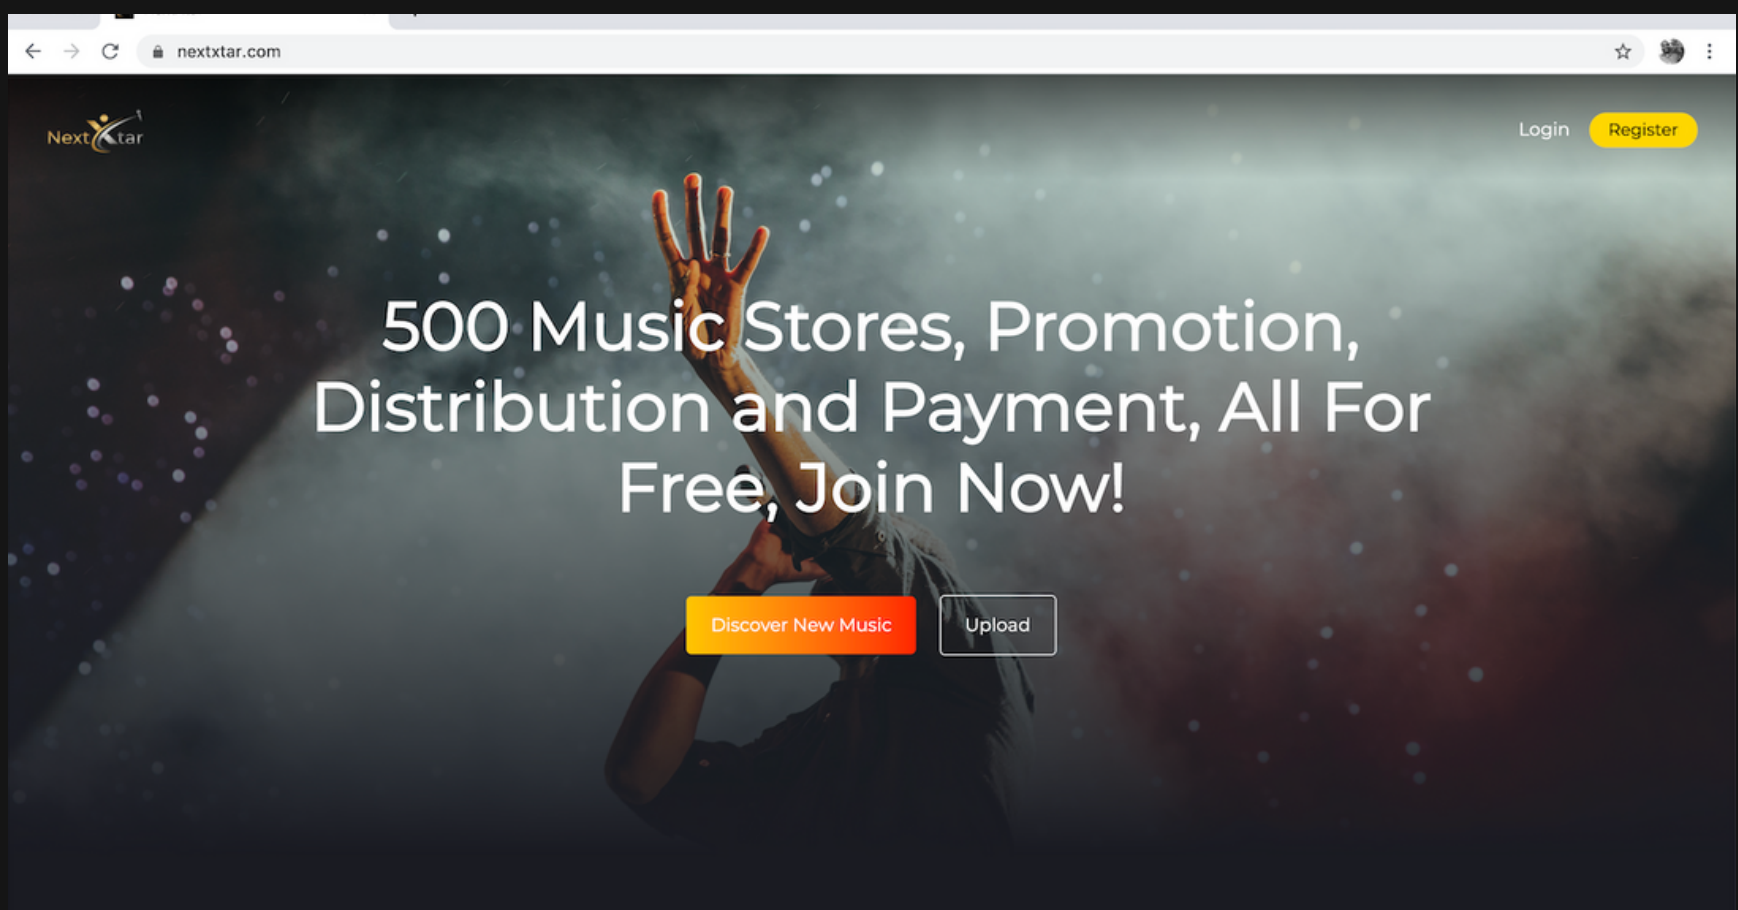 nextxtar.com
NextXtar
Login
Register
500 Music Stores, Promotion,
Distribution and Payment, All For
Free, Join Now!
Discover New Music
Upload